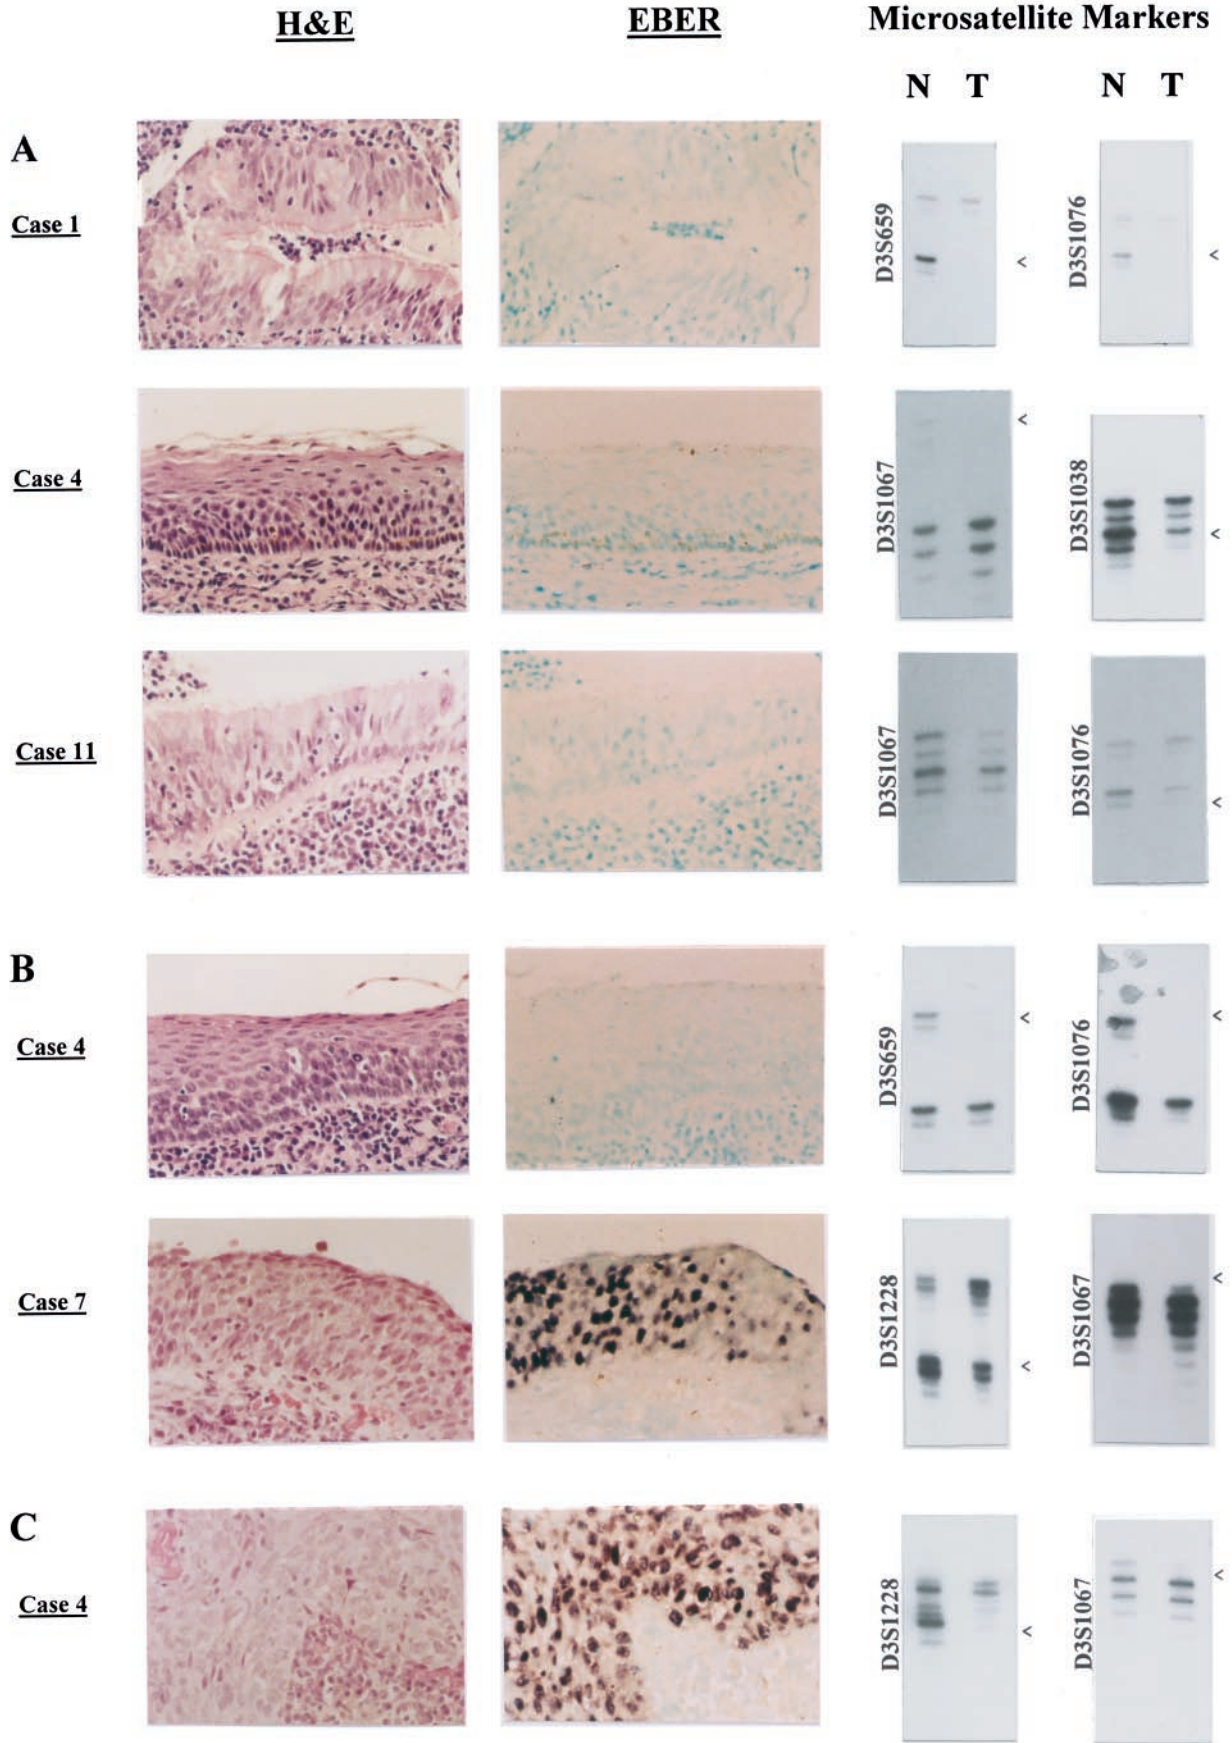 H&E EBER Microsatellite Markers
N T N T
A
Case 1
D3S659
D3S1076
<
<
Case 4
D3S1067
D3S1038
<
<
Case 11
D3S1067
D3S1076
<
B
Case 4
D3S659
D3S1076
<
<
Case 7
D3S1228
D3S1067
<
<
C
Case 4
D3S1228
D3S1067
<
<